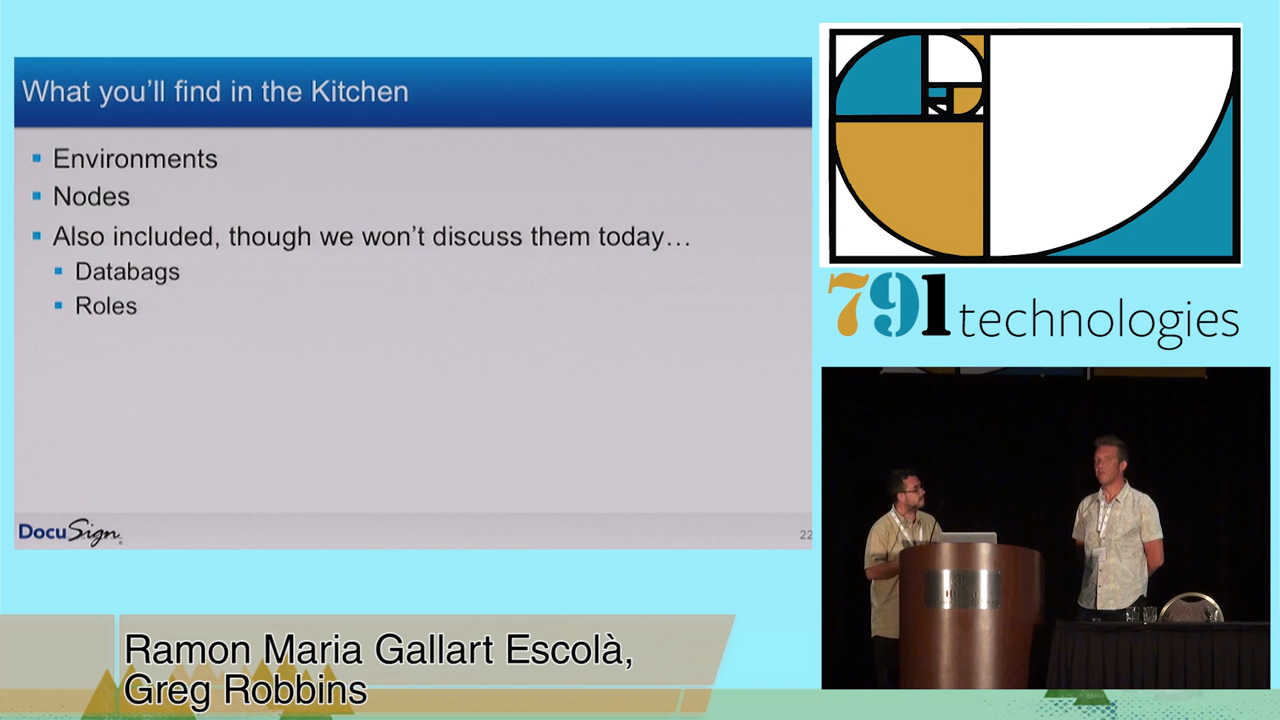 What you'll find in the Kitchen
Environments
Nodes
Also included, though we won't discuss them today…
Databags
Roles
DocuSign
22
791 technologies
Ramon Maria Gallart Escolà,
Greg Robbins